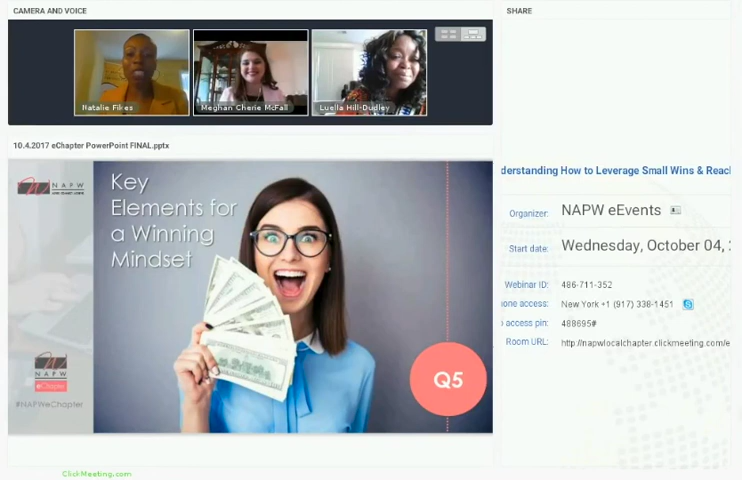 CAMERA AND VOICE
SHARE
Natalie Fikes
Meghan Cherie McFall
Luella Hill-Dudley
10.4.2017 eChapter PowerPoint FINAL.pptx
NAPW
Key
Elements for
a Winning
Mindset
Q5
NAPW
eChapter
#NAPWeChapter
derstanding How to Leverage Small Wins & Reac
Organizer: NAPW eEvents
Start date: Wednesday, October 04,
Webinar ID: 486-711-352
one access: New York +1 (917) 338-1451
access pin: 488695#
Room URL: http://napwlocalchapter.clickmeeting.com/e
ClickMeeting.com